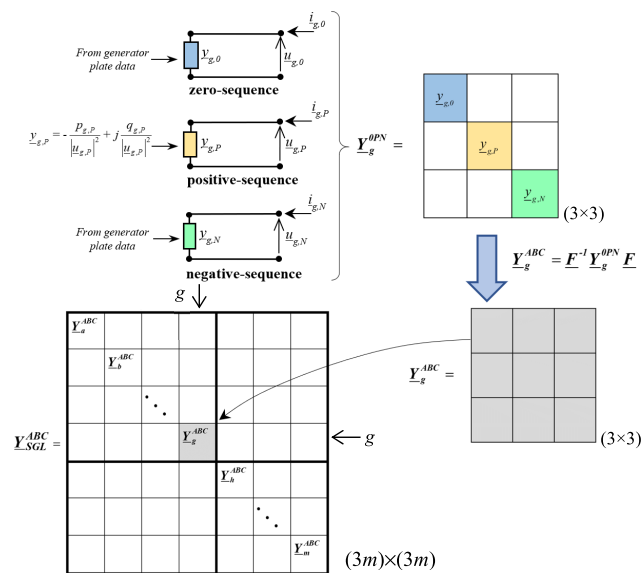 From generator
plate data
y_g,0
i_g,0
u_g,0
zero-sequence
y_g,P = - p_g,P / |u_g,P|² + j q_g,P / |u_g,P|²
y_g,P
i_g,P
u_g,P
positive-sequence
From generator
plate data
y_g,N
i_g,N
u_g,N
negative-sequence
Y_g^0PN =
y_g,0
y_g,P
y_g,N
(3×3)
Y_g^ABC = F^-1 Y_g^0PN F
Y_g^ABC =
(3×3)
g
Y_SGL^ABC =
Y_a^ABC
Y_b^ABC
Y_g^ABC
g
Y_h^ABC
Y_m^ABC
(3m)×(3m)